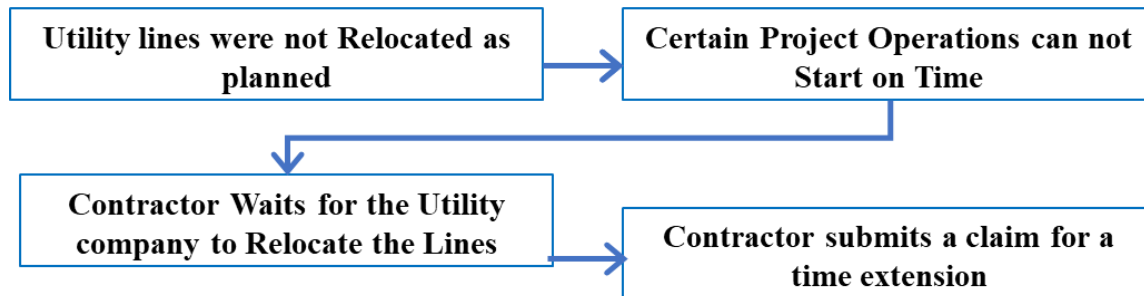 Utility lines were not Relocated as
planned
Certain Project Operations can not
Start on Time
Contractor Waits for the Utility
company to Relocate the Lines
Contractor submits a claim for a
time extension